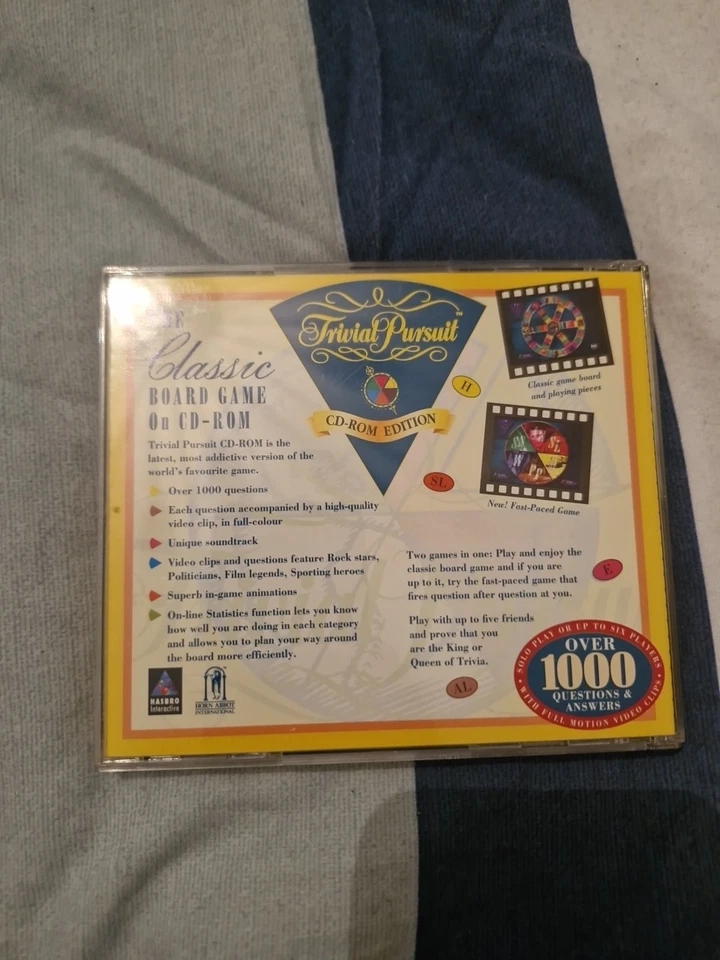 Classic
BOARD GAME
On CD-ROM
Trivial Pursuit CD-ROM is the
latest, most addictive version of the
world's favourite game.
Over 1000 questions
Each question accompanied by a high-quality
video clip, in full-colour
Unique soundtrack
Video clips and questions feature Rock stars,
Politicians, Film legends, Sporting heroes
Superb in-game animations
On-line Statistics function lets you know
how well you are doing in each category
and allows you to plan your way around
the board more efficiently.
HASBRO
Interactive
HORN ABBOT
INTERNATIONAL
Trivial Pursuit™
CD-ROM EDITION
H
Classic game board
and playing pieces
SL
New! Fast-Paced Game
Two games in one: Play and enjoy the
classic board game and if you are
up to it, try the fast-paced game that
fires question after question at you.
E
Play with up to five friends
and prove that you
are the King or
Queen of Trivia.
AL
SOLO PLAY OR UP TO SIX PLAYERS
OVER
1000
QUESTIONS &
ANSWERS
WITH FULL MOTION VIDEO CLIPS